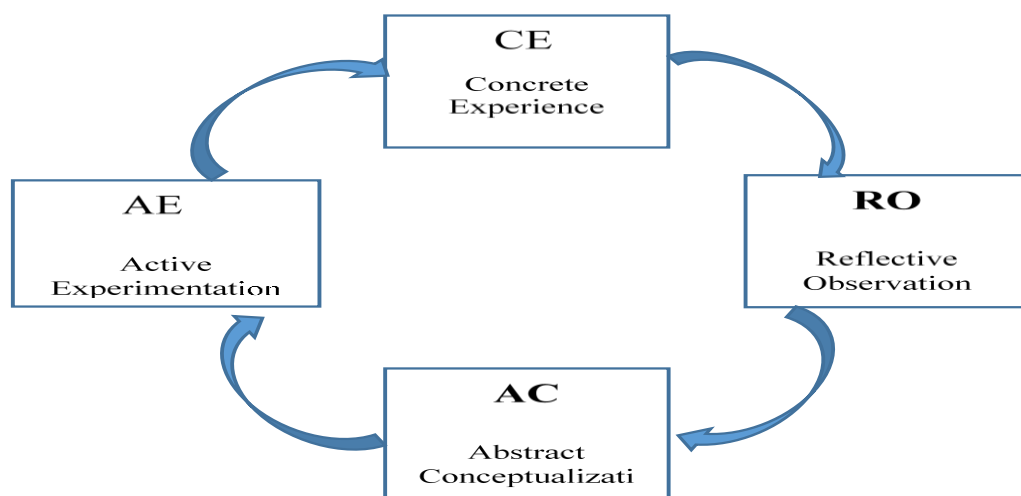 CE
Concrete
Experience
RO
Reflective
Observation
AC
Abstract
Conceptualizati
AE
Active
Experimentation